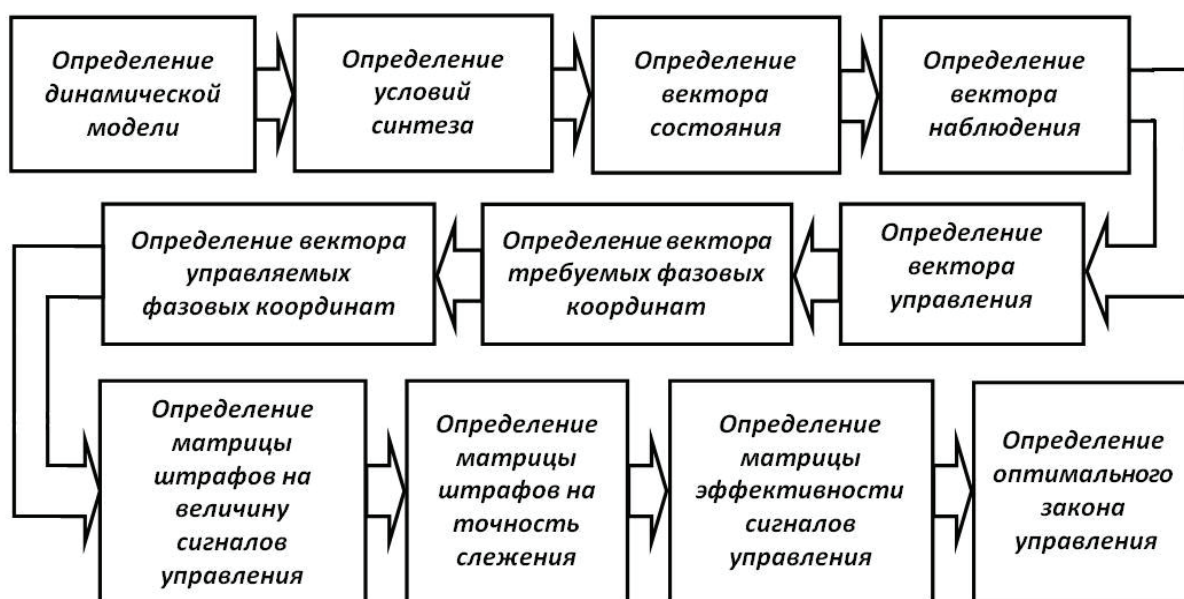 Определение
динамической
модели
Определение
условий
синтеза
Определение
вектора
состояния
Определение
вектора
наблюдения
Определение
вектора
управления
Определение вектора
требуемых фазовых
координат
Определение вектора
управляемых
фазовых координат
Определение
матрицы
штрафов на
величину
сигналов
управления
Определение
матрицы
штрафов на
точность
слежения
Определение
матрицы
эффективности
сигналов
управления
Определение
оптимального
закона
управления